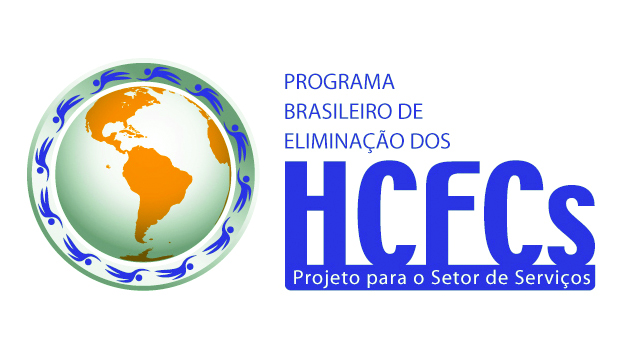 PROGRAMA
BRASILEIRO DE
ELIMINAÇÃO DOS
HCFCs
Projeto para o Setor de Serviços